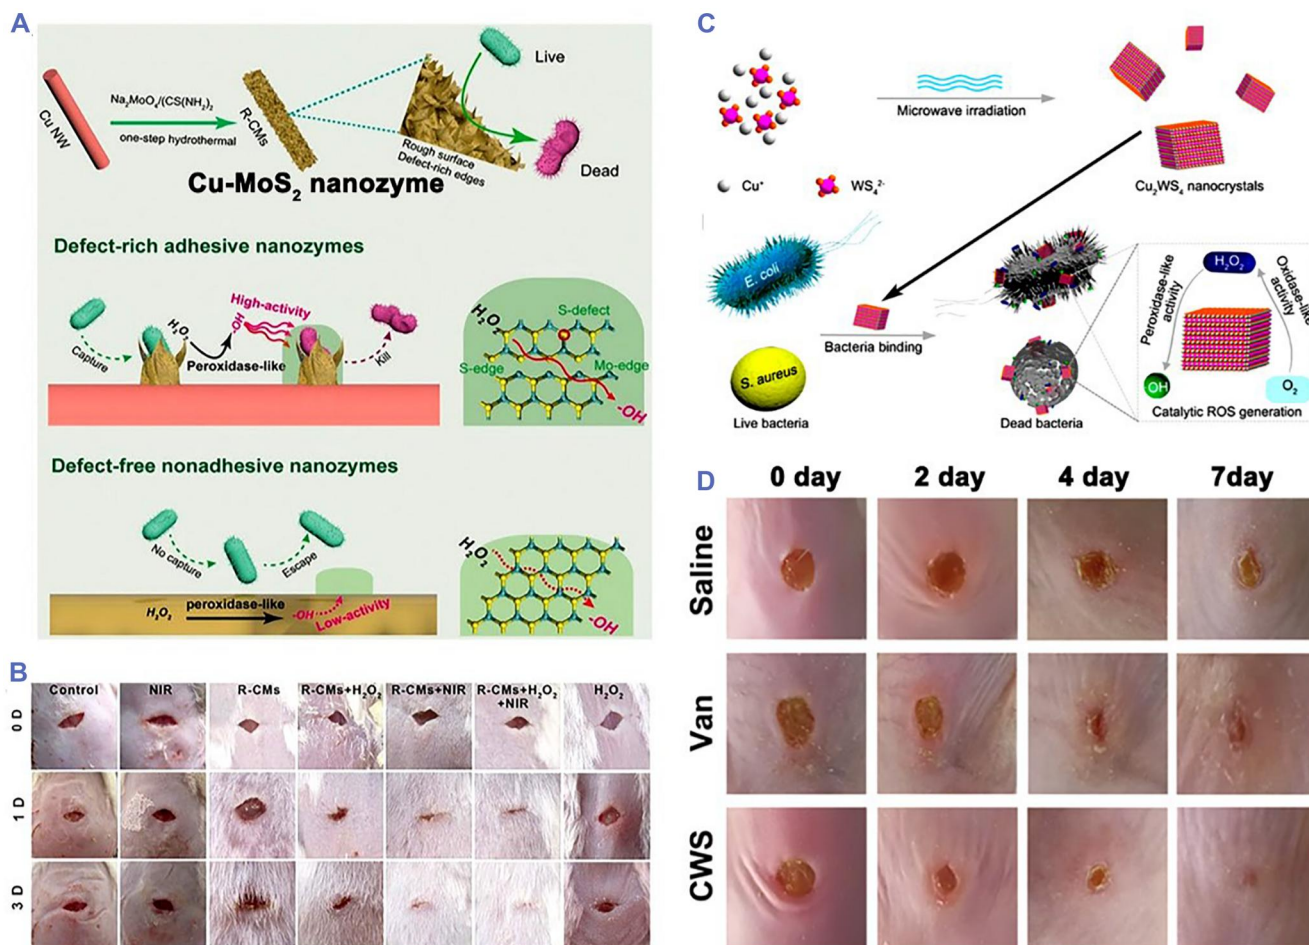 A
Cu NW
Na₂MoO₄/(CS(NH₂)₂
one-step hydrothermal
R-CMs
Live
Dead
Rough surface
Defect-rich edges
Cu-MoS₂ nanozyme
Defect-rich adhesive nanozymes
Capture
H₂O₂
·OH
High-activity
Peroxidase-like
Kill
H₂O₂
S-defect
S-edge
Mo-edge
·OH
Defect-free nonadhesive nanozymes
No capture
Escape
H₂O₂
peroxidase-like
·OH
Low-activity
H₂O₂
·OH
B
Control NIR R-CMs R-CMs+H₂O₂ R-CMs+NIR R-CMs+H₂O₂ H₂O₂
+NIR
0 D
1 D
3 D
C
Microwave irradiation
Cu⁺
WS₄²⁻
Cu₂WS₄ nanocrystals
E. coli
S. aureus
Live bacteria
Bacteria binding
Dead bacteria
H₂O₂
Peroxidase-like
activity
Oxidase-like
activity
·OH
O₂
Catalytic ROS generation
D
0 day 2 day 4 day 7day
Saline
Van
CWS